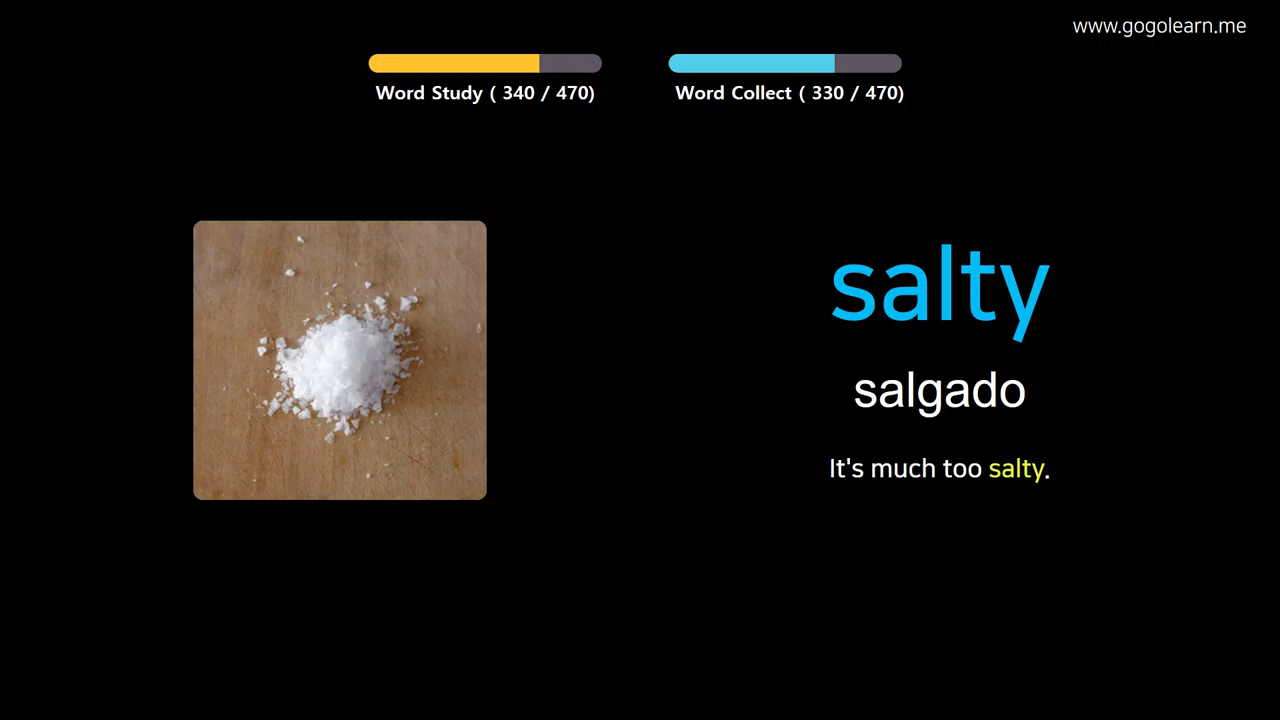 www.gogolearn.me
Word Study ( 340 / 470)
Word Collect ( 330 / 470)
salty
salgado
It's much too salty.